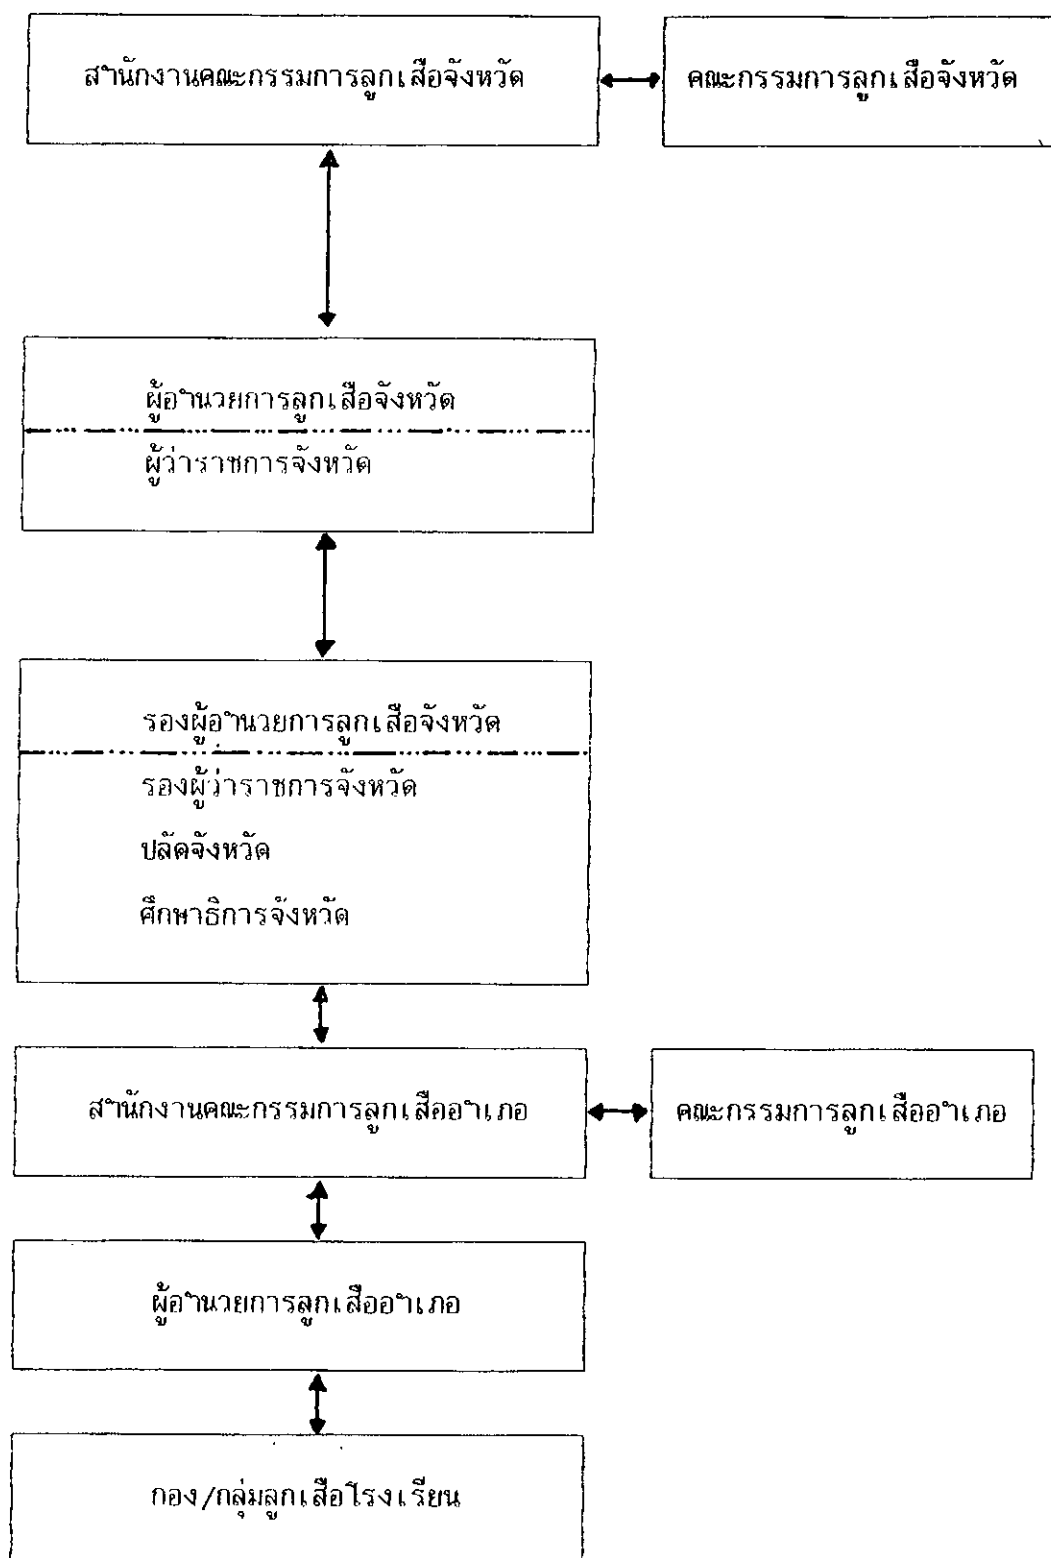 สำนักงานคณะกรรมการลูกเสือจังหวัด
คณะกรรมการลูกเสือจังหวัด
ผู้อำนวยการลูกเสือจังหวัด
ผู้ว่าราชการจังหวัด
รองผู้อำนวยการลูกเสือจังหวัด
รองผู้ว่าราชการจังหวัด
ปลัดจังหวัด
ศึกษาธิการจังหวัด
สำนักงานคณะกรรมการลูกเสืออำเภอ
คณะกรรมการลูกเสืออำเภอ
ผู้อำนวยการลูกเสืออำเภอ
กอง/กลุ่มลูกเสือโรงเรียน